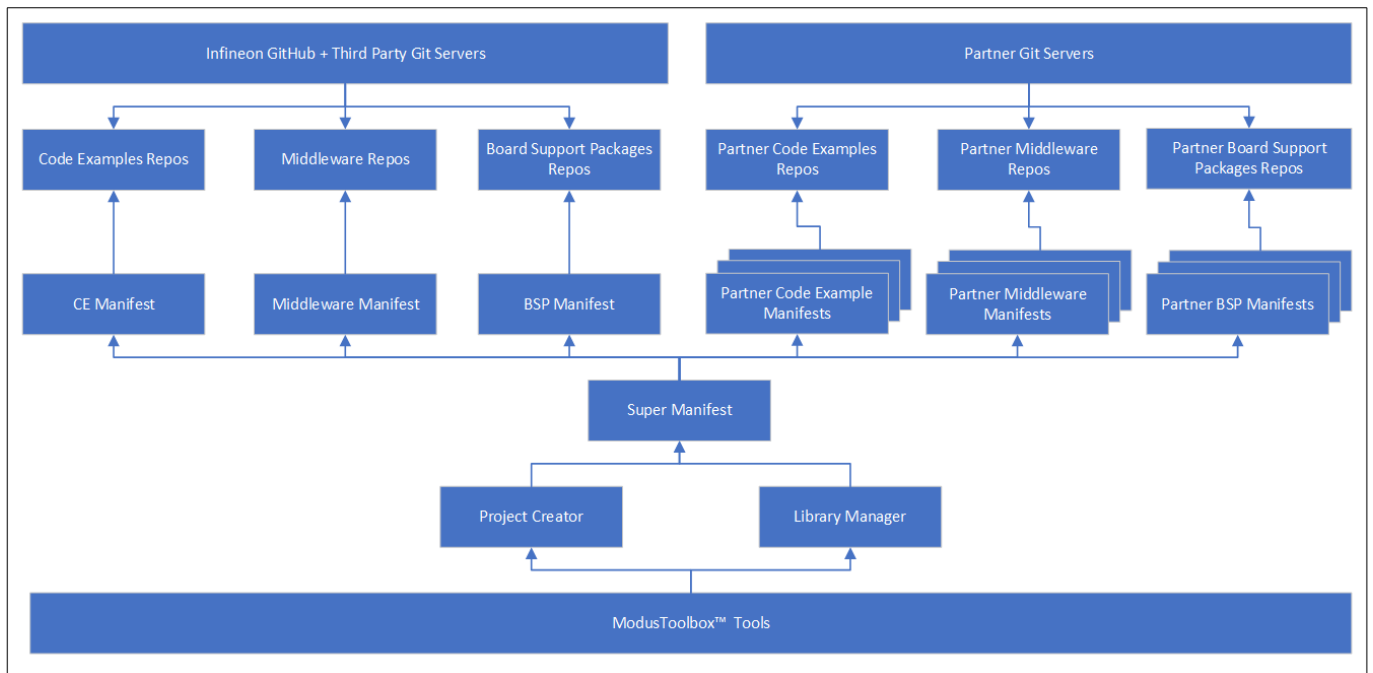 Infineon GitHub + Third Party Git Servers
Partner Git Servers
Code Examples Repos
Middleware Repos
Board Support Packages
Repos
Partner Code Examples
Repos
Partner Middleware
Repos
Partner Board Support
Packages Repos
CE Manifest
Middleware Manifest
BSP Manifest
Partner Code Example
Manifests
Partner Middleware
Manifests
Partner BSP Manifests
Super Manifest
Project Creator
Library Manager
ModusToolbox™ Tools